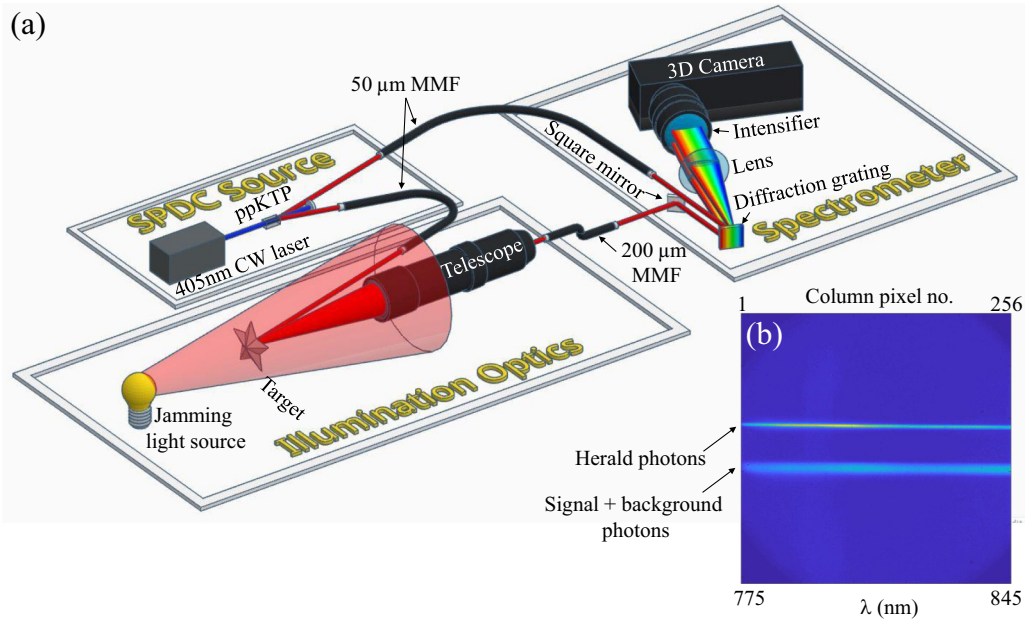 (a)
3D Camera
50 µm MMF
Intensifier
Square mirror
Lens
Diffraction grating
SPDC Source
ppKTP
Spectrometer
405nm CW laser
Telescope
200 µm
MMF
Target
Illumination Optics
Jamming
light source
1 Column pixel no. 256
(b)
Herald photons
Signal + background
photons
775 845
λ (nm)